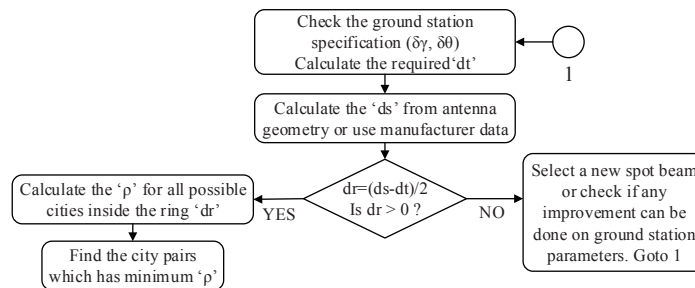 Check the ground station
specification (δγ, δθ)
Calculate the required‘dt’
1
Calculate the ‘ds’ from antenna
geometry or use manufacturer data
dr=(ds-dt)/2
Is dr > 0 ?
YES
NO
Calculate the ‘ρ’ for all possible
cities inside the ring ‘dr’
Find the city pairs
which has minimum ‘ρ’
Select a new spot beam
or check if any
improvement can be
done on ground station
parameters. Goto 1